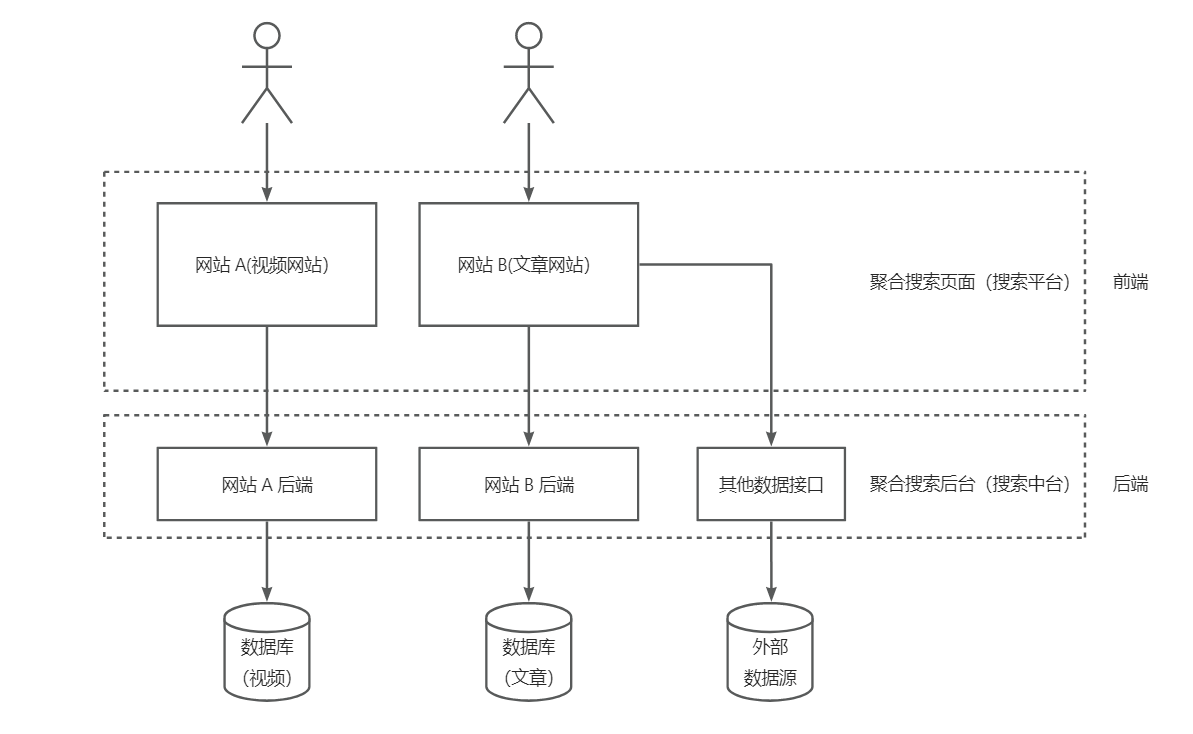 网站 A(视频网站)
网站 B(文章网站)
聚合搜索页面（搜索平台）
前端
网站 A 后端
网站 B 后端
其他数据接口
聚合搜索后台（搜索中台）
后端
数据库
（视频）
数据库
（文章）
外部
数据源